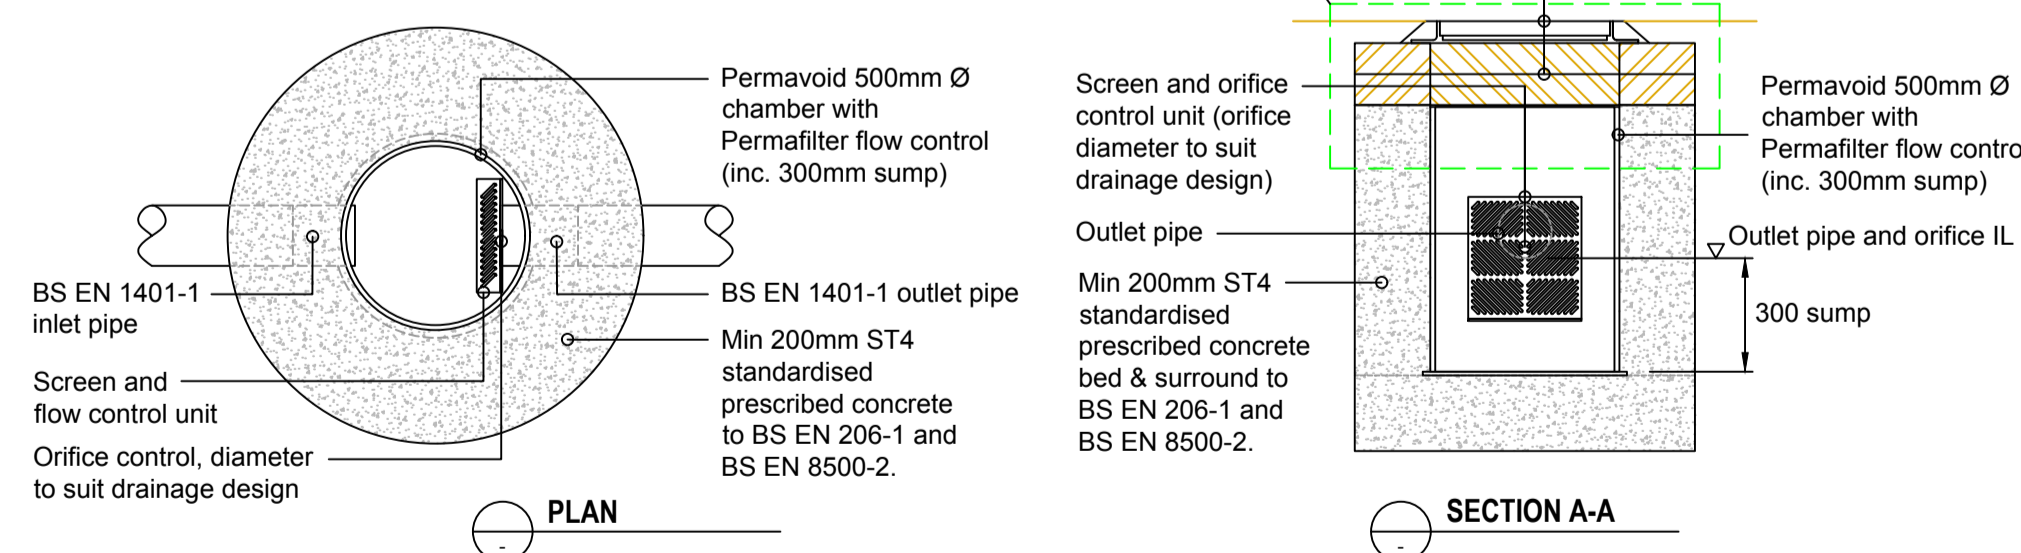 Permavoid 500mm Ø
chamber with
Permafilter flow control
(inc. 300mm sump)
BS EN 1401-1
inlet pipe
BS EN 1401-1 outlet pipe
Min 200mm ST4
standardised
prescribed concrete
to BS EN 206-1 and
BS EN 8500-2.
Screen and
flow control unit
Orifice control, diameter
to suit drainage design
PLAN
-
Screen and orifice
control unit (orifice
diameter to suit
drainage design)
Outlet pipe
Min 200mm ST4
standardised
prescribed concrete
bed & surround to
BS EN 206-1 and
BS EN 8500-2.
Permavoid 500mm Ø
chamber with
Permafilter flow contro
(inc. 300mm sump)
Outlet pipe and orifice IL
300 sump
SECTION A-A
-